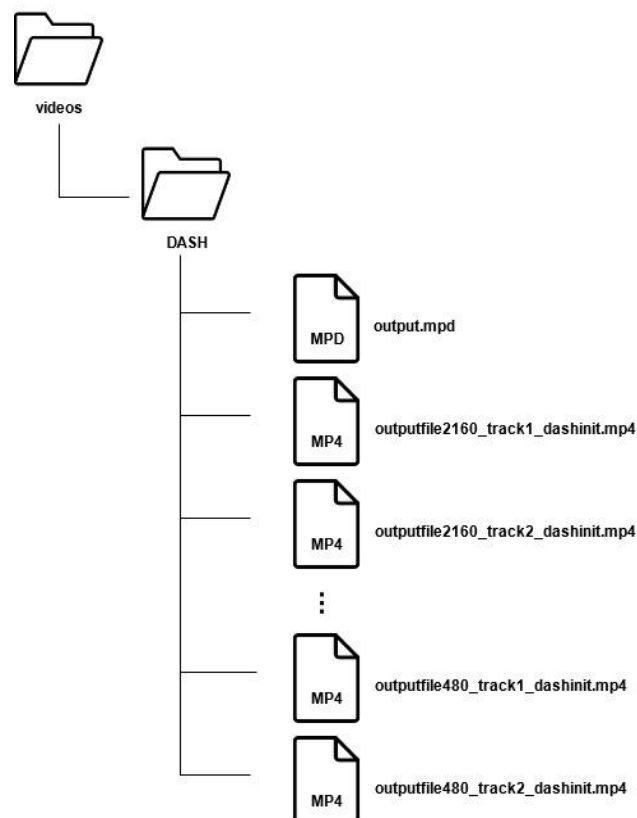 videos
DASH
MPD output.mpd
MP4 outputfile2160_track1_dashinit.mp4
MP4 outputfile2160_track2_dashinit.mp4
MP4 outputfile480_track1_dashinit.mp4
MP4 outputfile480_track2_dashinit.mp4